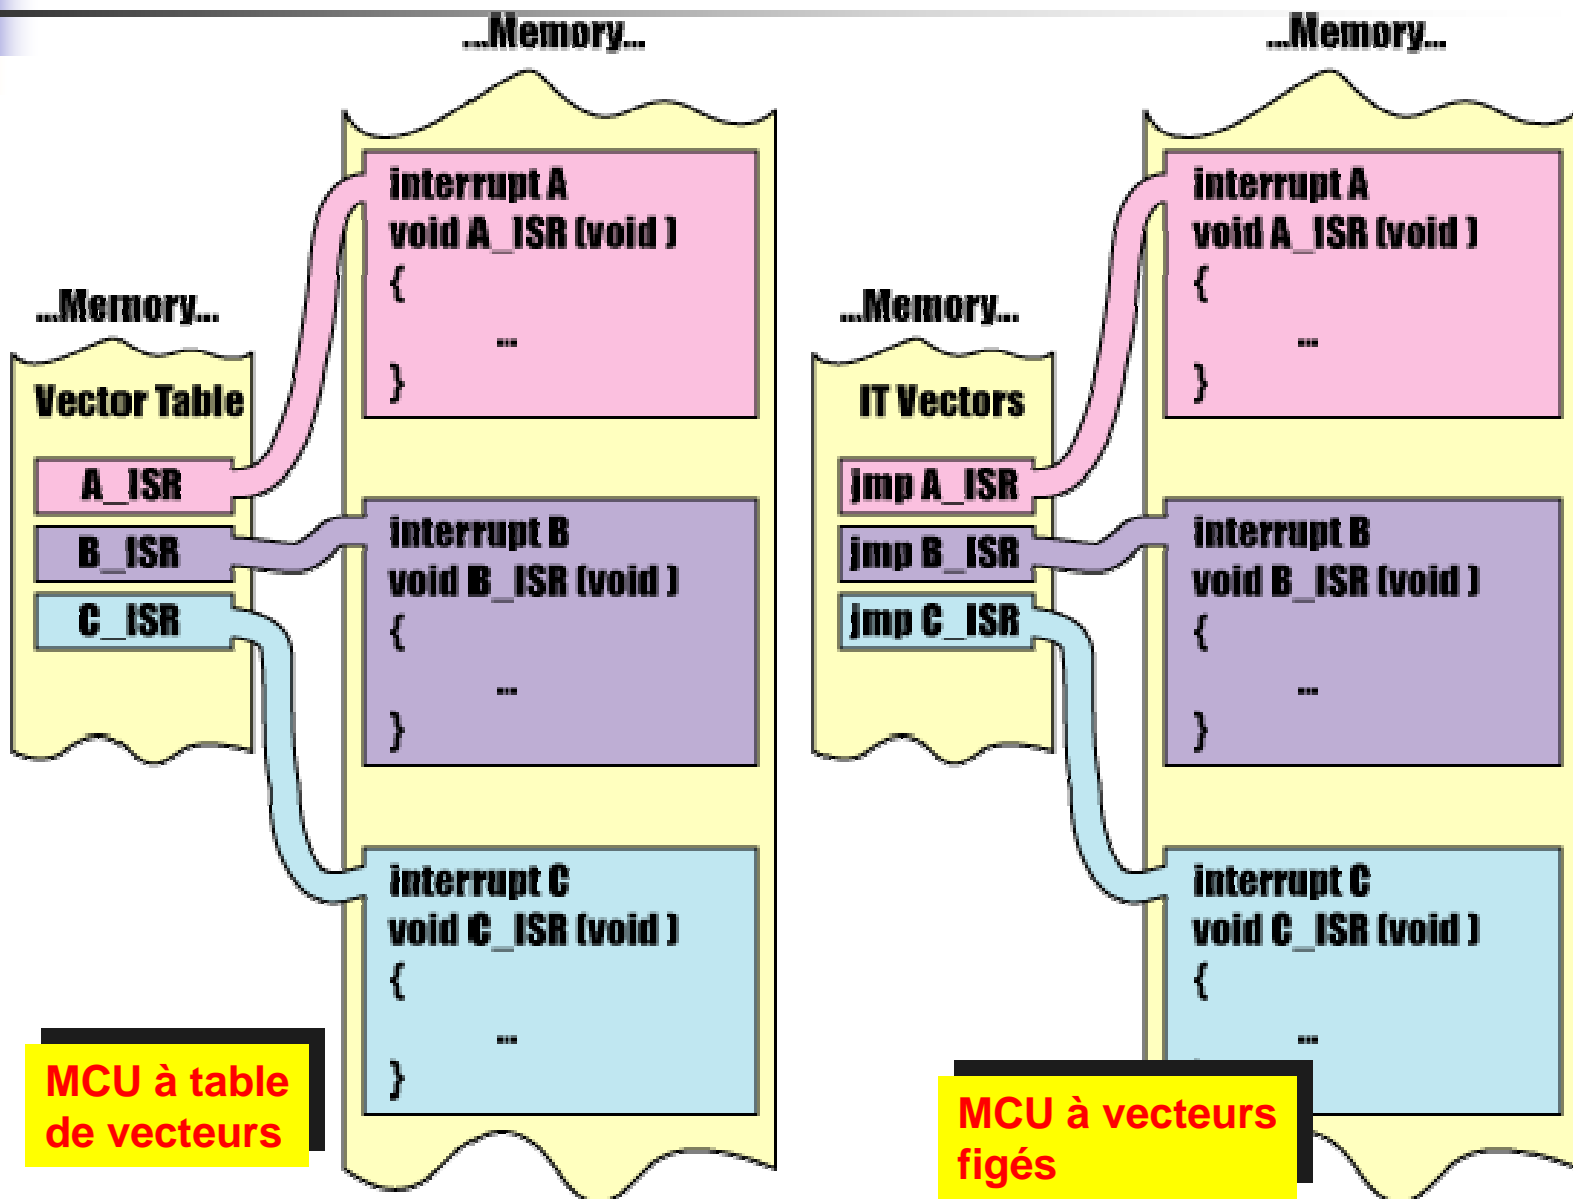 ...Memory...
interrupt A
void A_ISR (void )
{
...
}
...Memory...
Vector Table
A_ISR
B_ISR
C_ISR
interrupt B
void B_ISR (void )
{
...
}
interrupt C
void C_ISR (void )
{
...
}
MCU à table
de vecteurs
...Memory...
interrupt A
void A_ISR (void )
{
...
}
...Memory...
IT Vectors
jmp A_ISR
jmp B_ISR
jmp C_ISR
interrupt B
void B_ISR (void )
{
...
}
interrupt C
void C_ISR (void )
{
...
MCU à vecteurs
figés